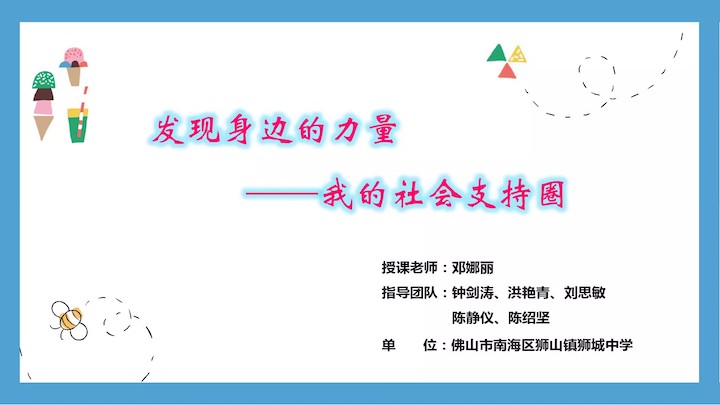 发现身边的力量
——我的社会支持圈
授课老师：邓娜丽
指导团队：钟剑涛、洪艳青、刘思敏
陈静仪、陈绍坚
单　　位：佛山市南海区狮山镇狮城中学